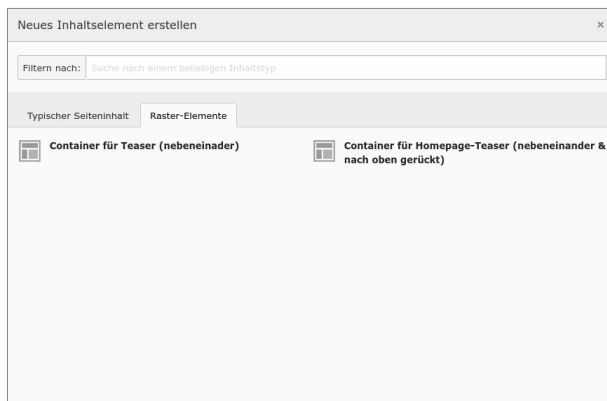 Neues Inhaltselement erstellen ×
Filtern nach: Suche nach einem beliebigen Inhaltstyp
Typischer Seiteninhalt Raster-Elemente
Container für Teaser (nebeneinader)
Container für Homepage-Teaser (nebeneinander &
nach oben gerückt)